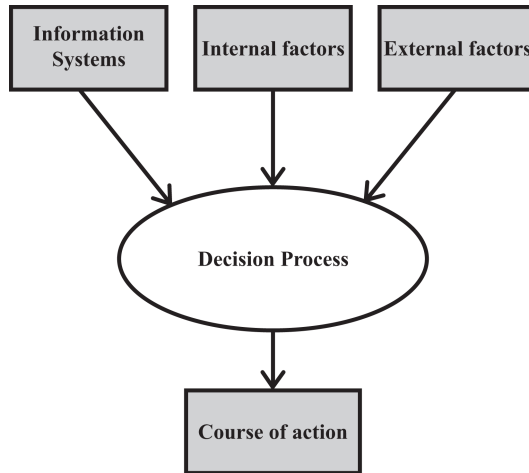 Information
Systems
Internal factors
External factors
Decision Process
Course of action